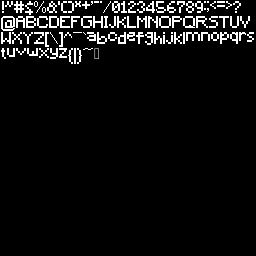 !"#$%&'()*+,-./0123456789:;<=>?
@ABCDEFGHIJKLMNOPQRSTUV
WXYZ[\]^_`abcdefghijklmnopqrs
tuvwxyz{|}~